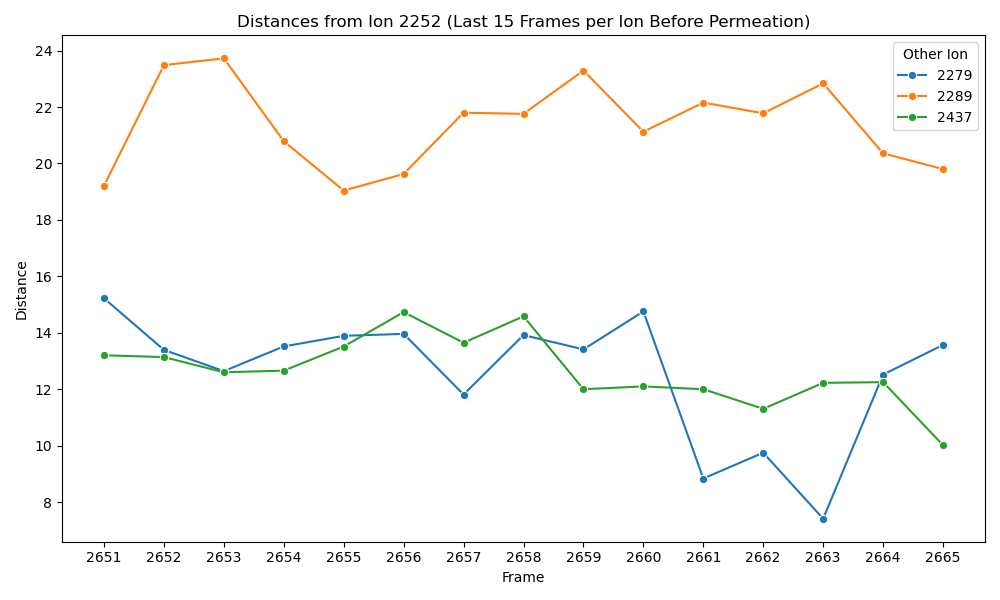 Distances from Ion 2252 (Last 15 Frames per Ion Before Permeation)
Other Ion
2279
2289
2437
Distance
24
22
20
18
16
14
12
10
8
2651 2652 2653 2654 2655 2656 2657 2658 2659 2660 2661 2662 2663 2664 2665
Frame